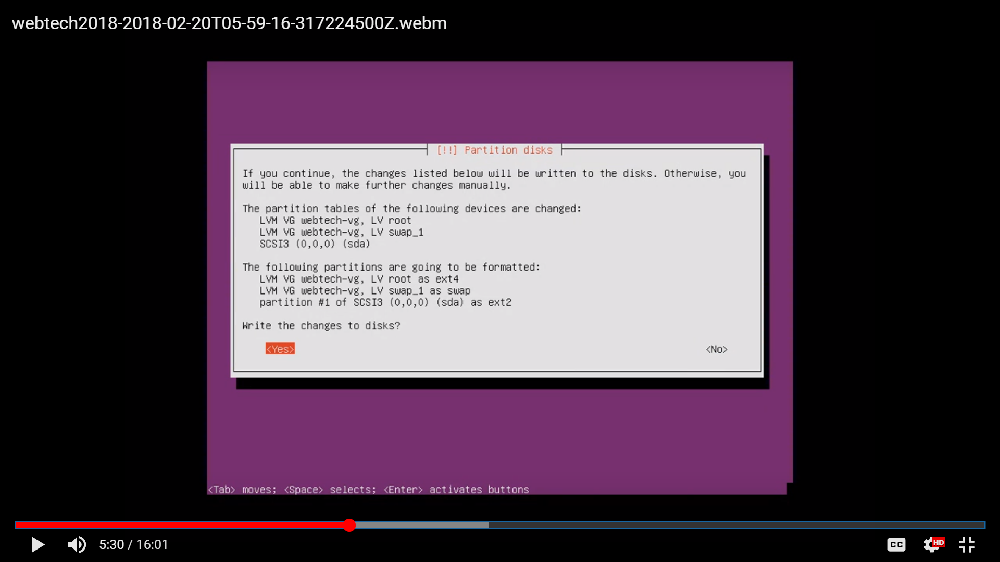 webtech2018-2018-02-20T05-59-16-317224500Z.webm
[!!] Partition disks
If you continue, the changes listed below will be written to the disks. Otherwise, you
will be able to make further changes manually.
The partition tables of the following devices are changed:
LVM VG webtech-vg, LV root
LVM VG webtech-vg, LV swap_1
SCSI3 (0,0,0) (sda)
The following partitions are going to be formatted:
LVM VG webtech-vg, LV root as ext4
LVM VG webtech-vg, LV swap_1 as swap
partition #1 of SCSI3 (0,0,0) (sda) as ext2
Write the changes to disks?
<Yes> <No>
<Tab> moves; <Space> selects; <Enter> activates buttons
5:30 / 16:01 CC HD